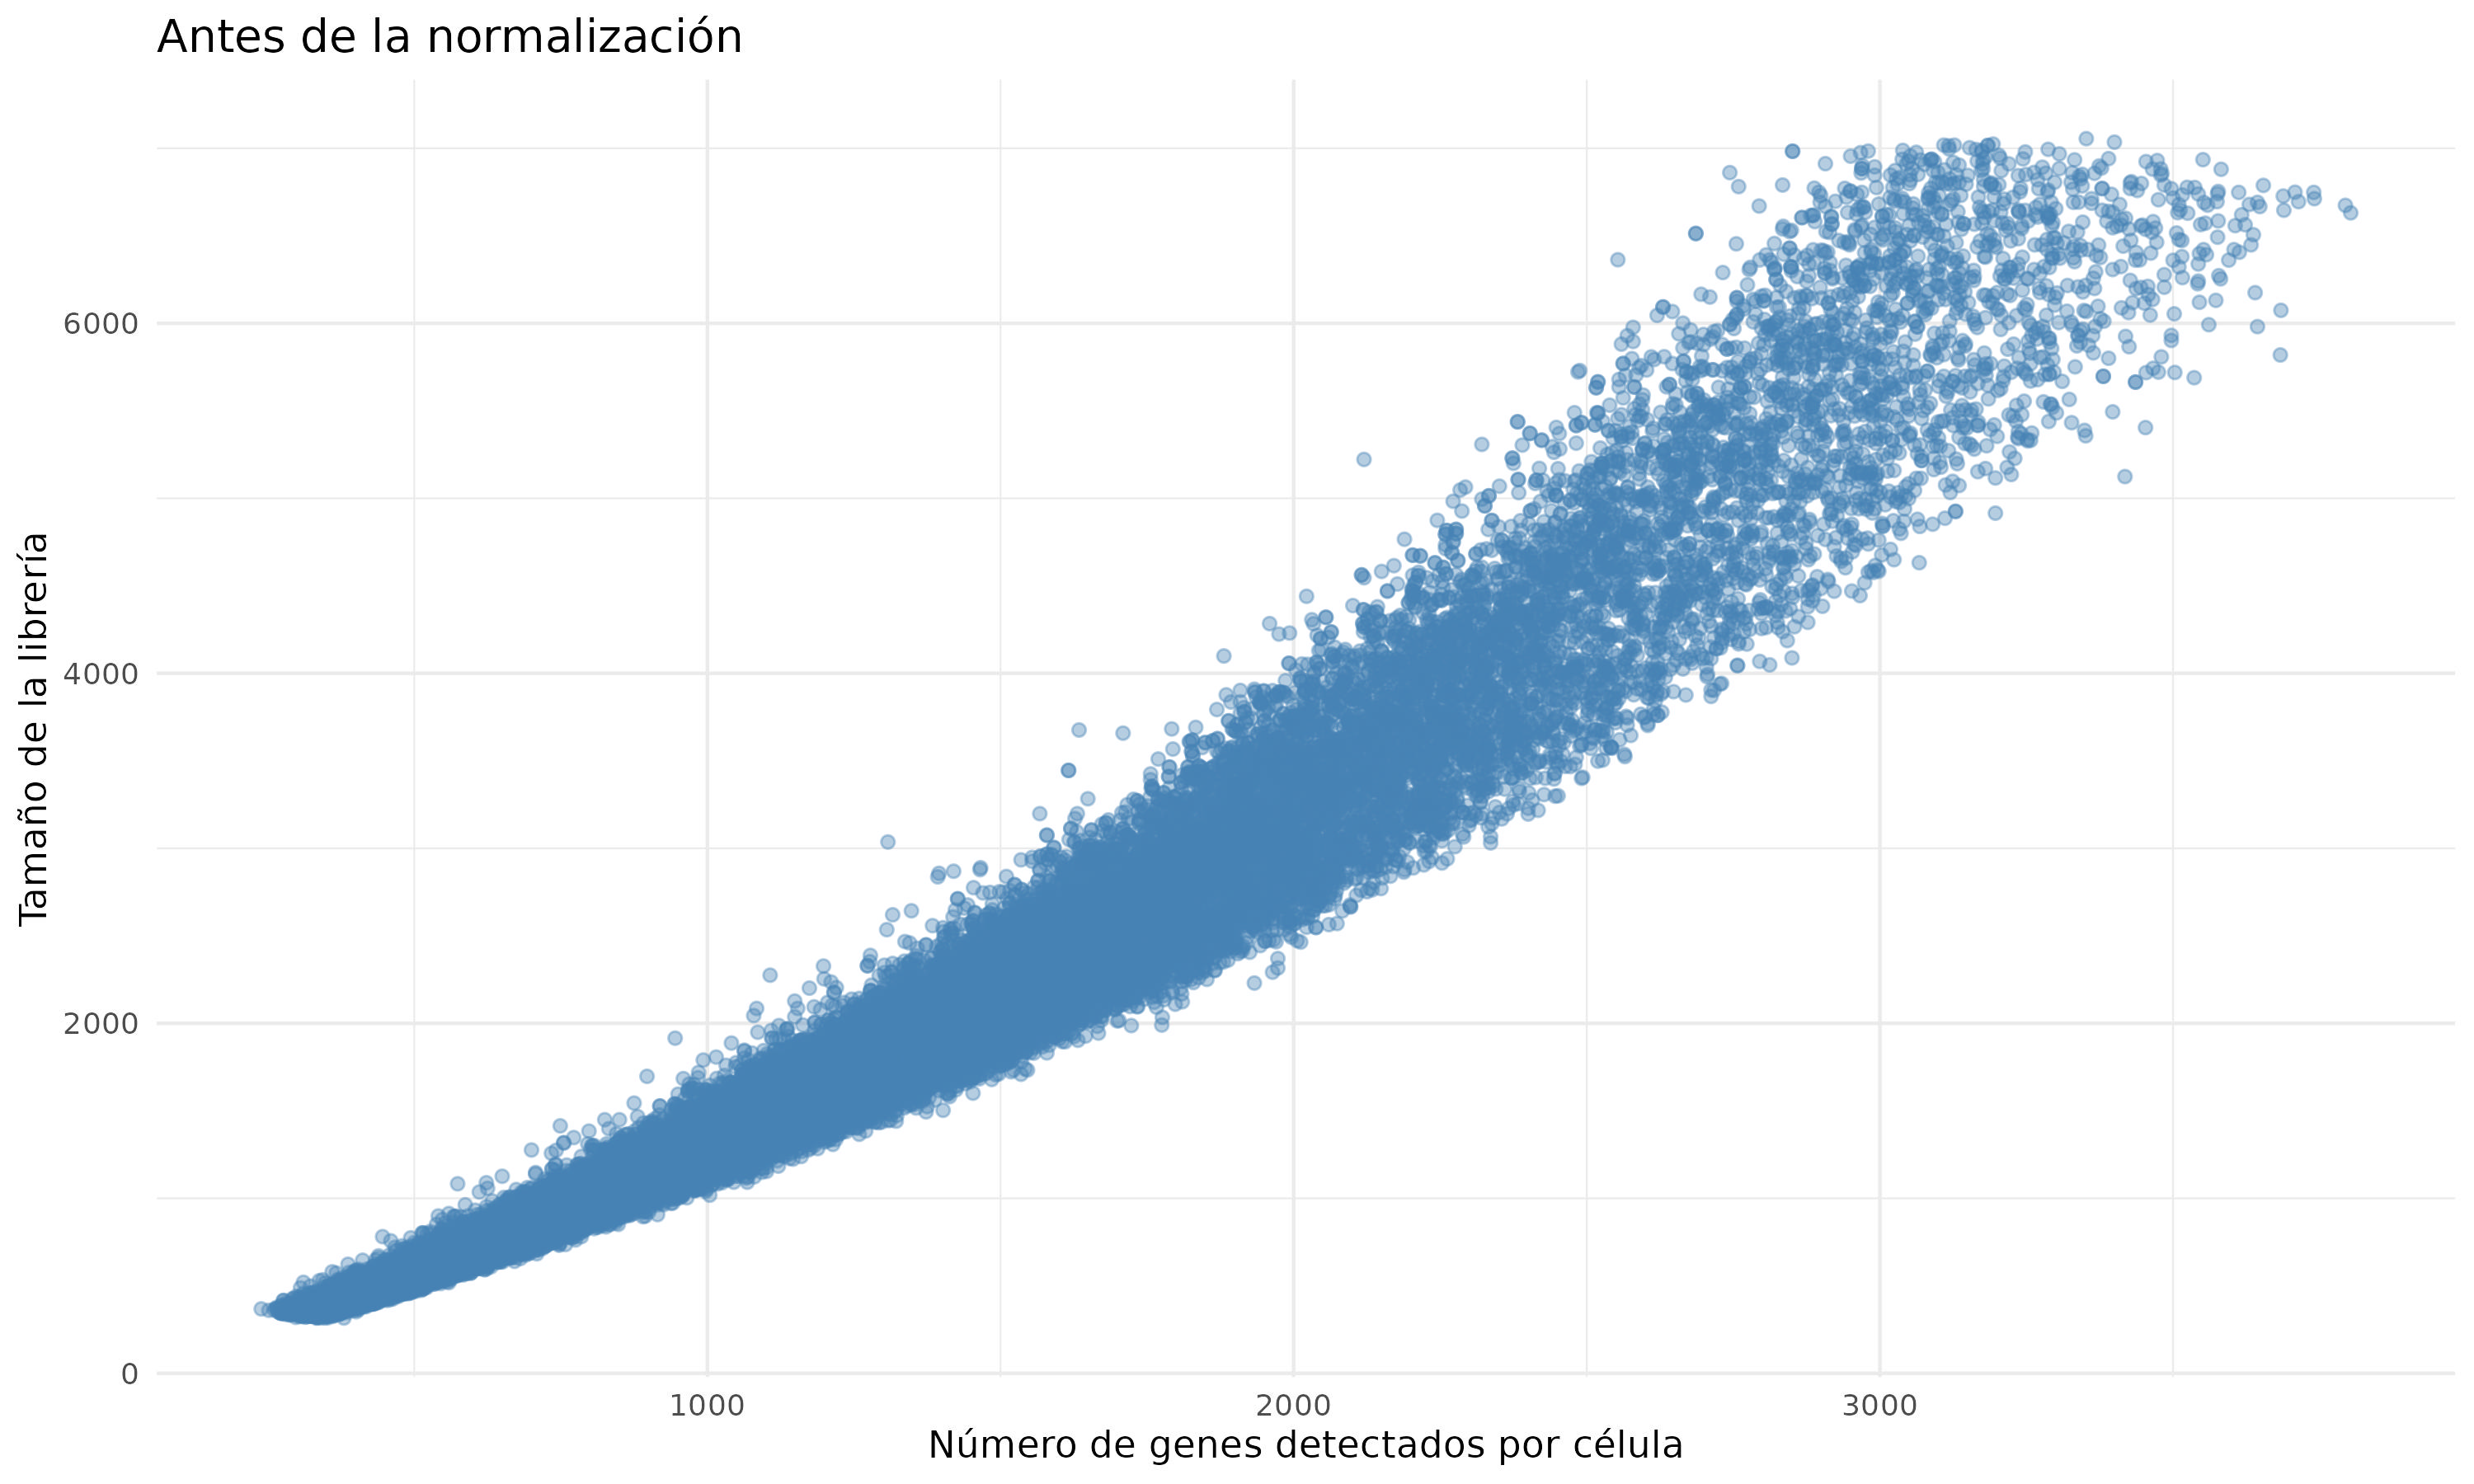 Antes de la normalización
Tamaño de la librería
6000
4000
2000
0
1000
2000
3000
Número de genes detectados por célula